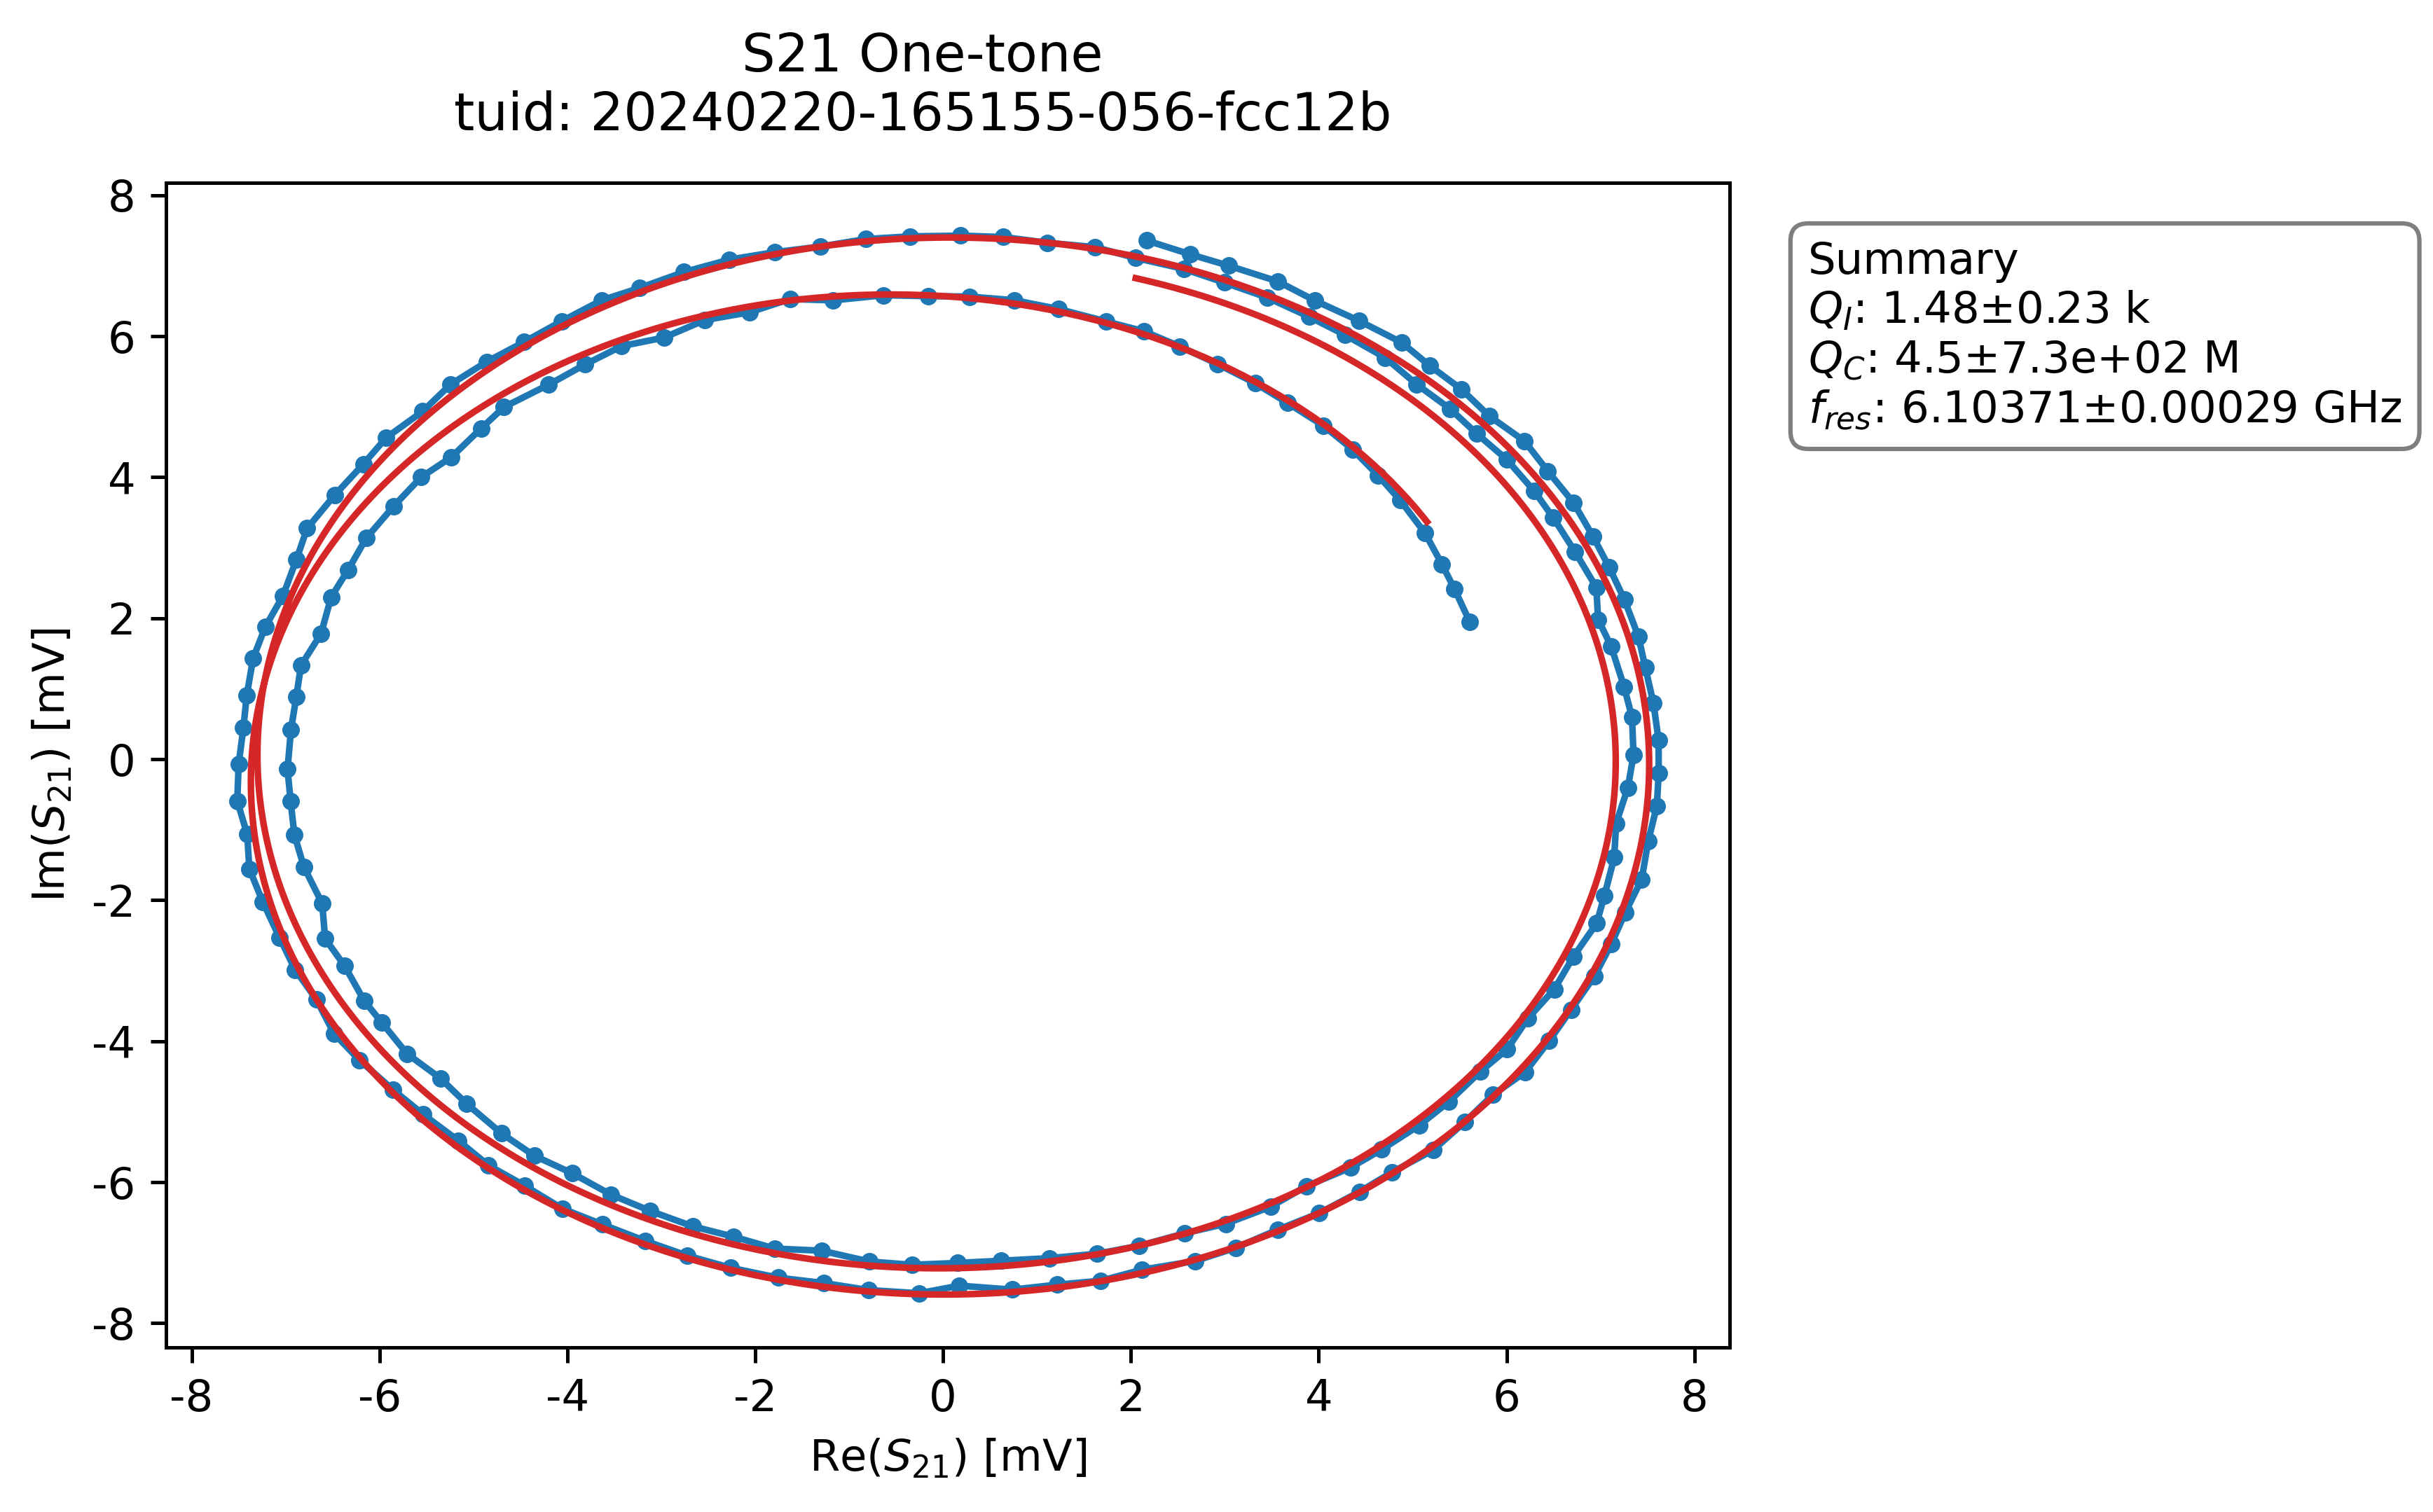 S21 One-tone
tuid: 20240220-165155-056-fcc12b
8
6
4
2
0
-2
-4
-6
-8
Im(S21) [mV]
-8 -6 -4 -2 0 2 4 6 8
Re(S21) [mV]
Summary
Ql: 1.48±0.23 k
QC: 4.5±7.3e+02 M
fres: 6.10371±0.00029 GHz